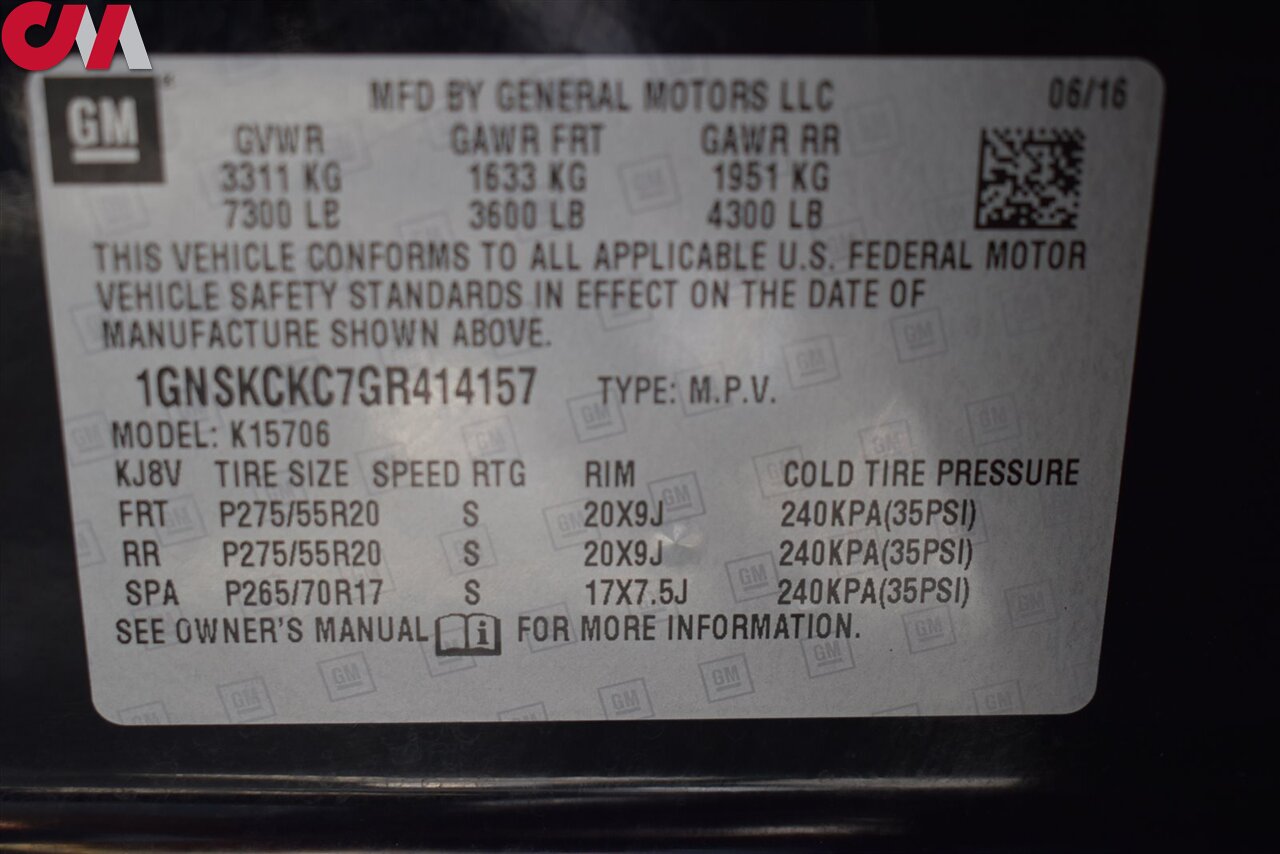 CM
GM
MFD BY GENERAL MOTORS LLC 06/16
GVWR GAWR FRT GAWR RR
3311 KG 1633 KG 1951 KG
7300 LB 3600 LB 4300 LB
THIS VEHICLE CONFORMS TO ALL APPLICABLE U.S. FEDERAL MOTOR
VEHICLE SAFETY STANDARDS IN EFFECT ON THE DATE OF
MANUFACTURE SHOWN ABOVE.
1GNSKCKC7GR414157 TYPE: M.P.V.
MODEL: K15706
KJ8V TIRE SIZE SPEED RTG RIM COLD TIRE PRESSURE
FRT P275/55R20 S 20X9J 240KPA(35PSI)
RR P275/55R20 S 20X9J 240KPA(35PSI)
SPA P265/70R17 S 17X7.5J 240KPA(35PSI)
SEE OWNER'S MANUAL i FOR MORE INFORMATION.